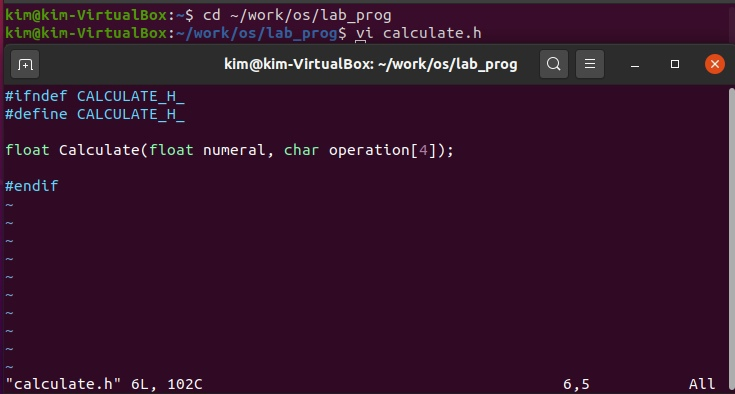 kim@kim-VirtualBox:~$ cd ~/work/os/lab_prog
kim@kim-VirtualBox:~/work/os/lab_prog$ vi calculate.h
kim@kim-VirtualBox: ~/work/os/lab_prog
#ifndef CALCULATE_H_
#define CALCULATE_H_

float Calculate(float numeral, char operation[4]);

#endif
~
~
~
~
~
~
~
~
~
~
"calculate.h" 6L, 102C 6,5 All